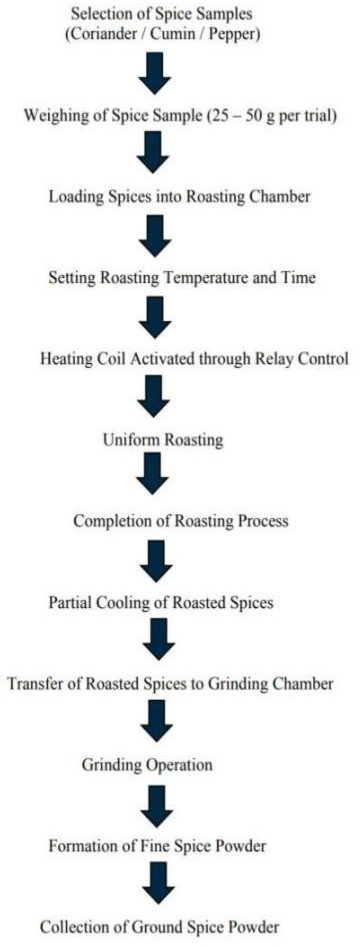 Selection of Spice Samples
(Coriander / Cumin / Pepper)
Weighing of Spice Sample (25 – 50 g per trial)
Loading Spices into Roasting Chamber
Setting Roasting Temperature and Time
Heating Coil Activated through Relay Control
Uniform Roasting
Completion of Roasting Process
Partial Cooling of Roasted Spices
Transfer of Roasted Spices to Grinding Chamber
Grinding Operation
Formation of Fine Spice Powder
Collection of Ground Spice Powder